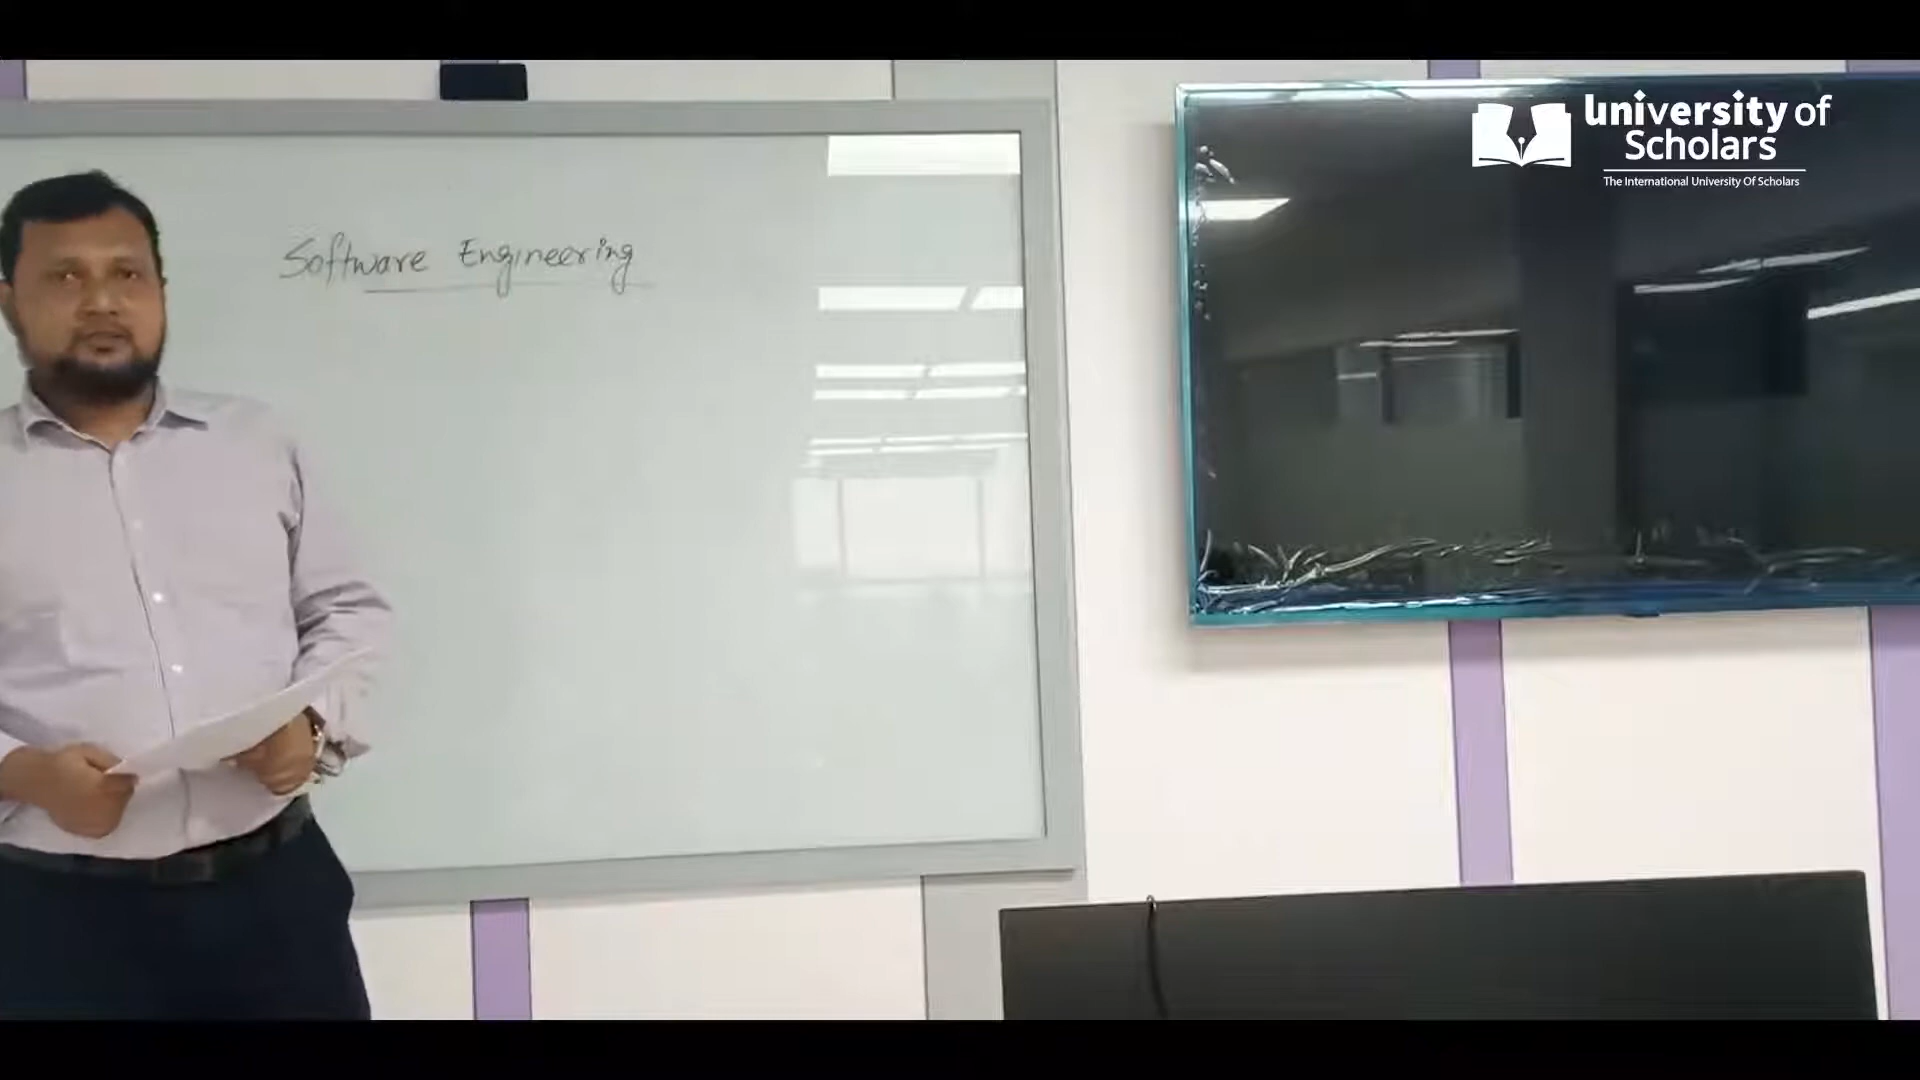 Software Engineering
University of
Scholars
The International University Of Scholars